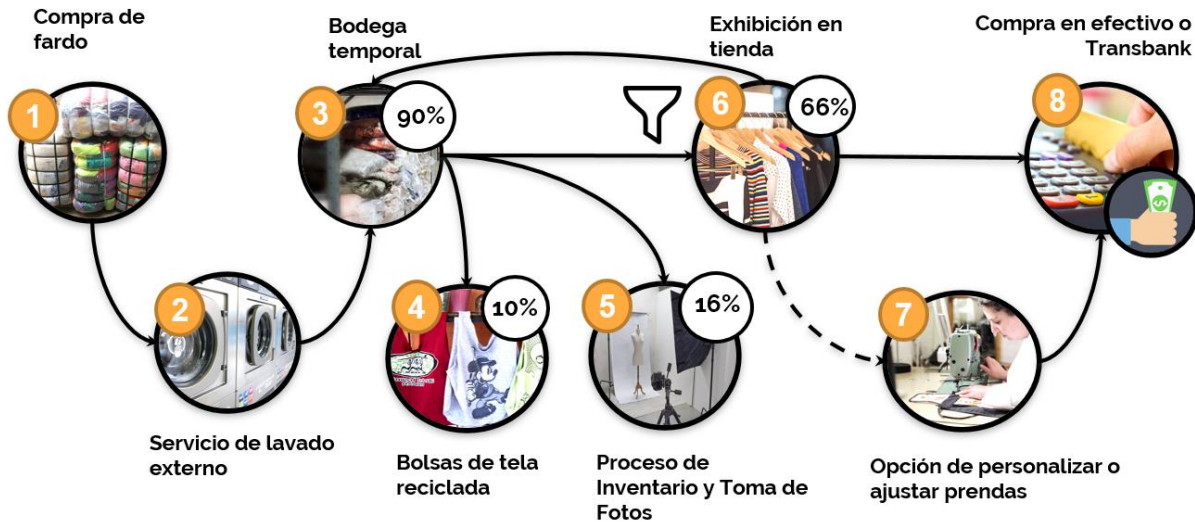 Compra de
fardo
1
2
Servicio de lavado
externo
Bodega
temporal
3
90%
4
10%
Bolsas de tela
reciclada
5
16%
Proceso de
Inventario y Toma de
Fotos
Exhibición en
tienda
6
66%
7
Opción de personalizar o
ajustar prendas
Compra en efectivo o
Transbank
8